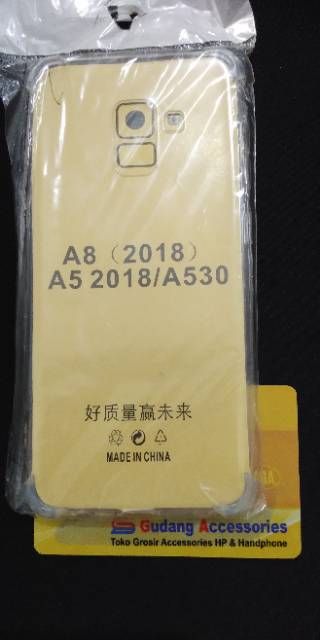 A8（2018）
A5 2018/A530
好质量赢未来
MADE IN CHINA
Gudang Accessories
Toko Grosir Accessories HP & Handphone